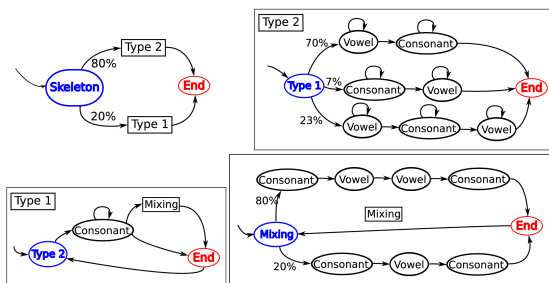 Type 2
80%
Skeleton
End
20%
Type 1
Type 2
70%
Vowel
Consonant
Type 1
7%
Consonant
Vowel
End
23%
Vowel
Consonant
Vowel
Type 1
Mixing
Consonant
Type 2
End
Consonant
Vowel
Vowel
Consonant
80%
Mixing
Mixing
End
20%
Consonant
Vowel
Consonant